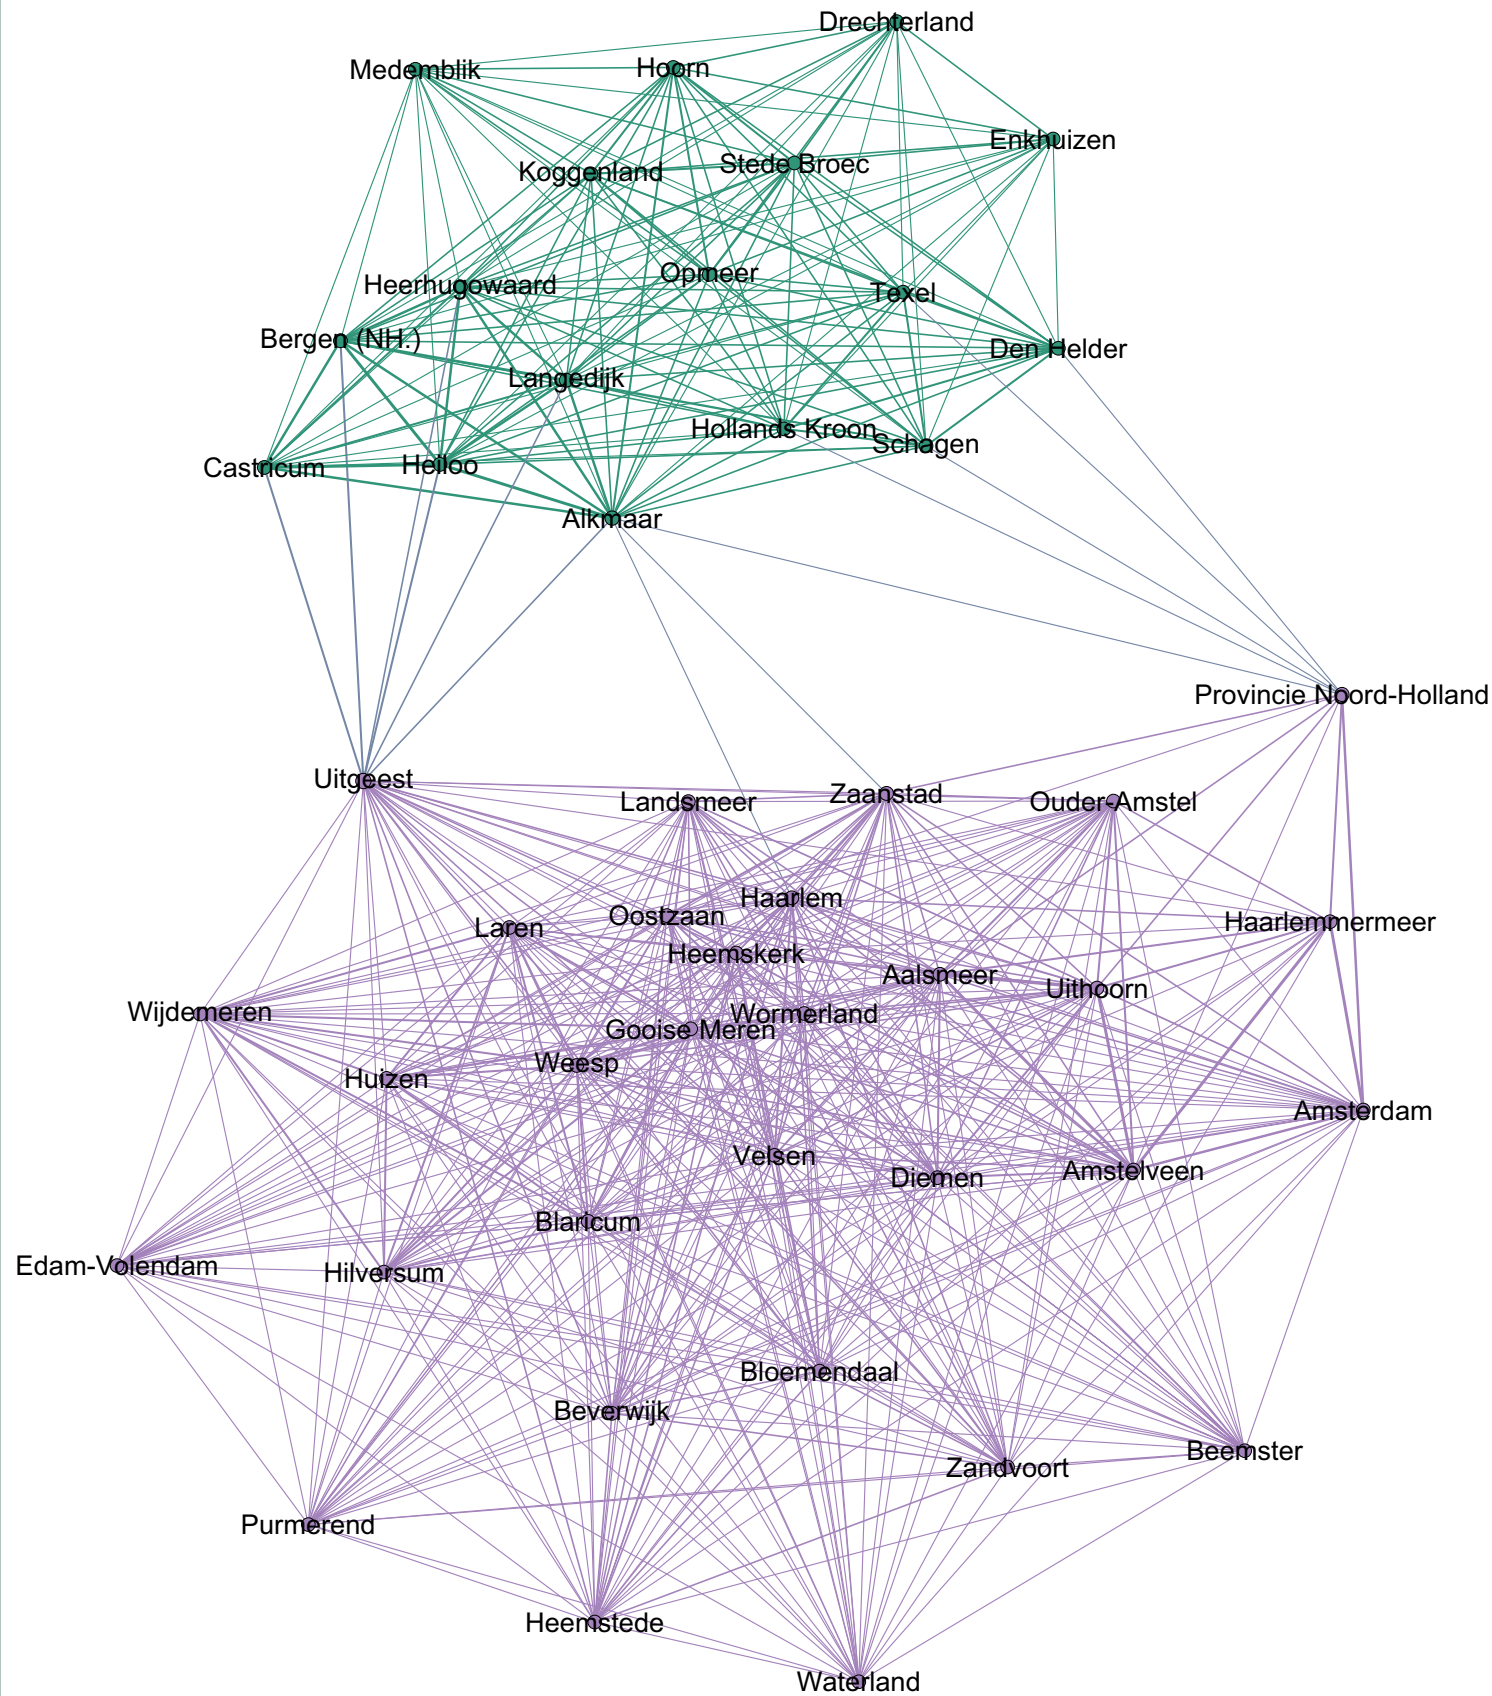 Drechterland
Medemblik
Hoorn
Enkhuizen
Stede Broec
Koggenland
Opmeer
Heerhugowaard
Texel
Bergen (NH.)
Den Helder
Langedijk
Hollands Kroon
Schagen
Castricum
Heiloo
Alkmaar
Provincie Noord-Holland
Uitgeest
Landsmeer
Zaanstad
Ouder-Amstel
Haarlem
Oostzaan
Laren
Haarlemmermeer
Heemskerk
Aalsmeer
Uithoorn
Wijdemeren
Wormerland
Gooise Meren
Weesp
Huizen
Amsterdam
Velsen
Diemen
Amstelveen
Blaricum
Edam-Volendam
Hilversum
Bloemendaal
Beverwijk
Zandvoort
Beemster
Purmerend
Heemstede
Waterland